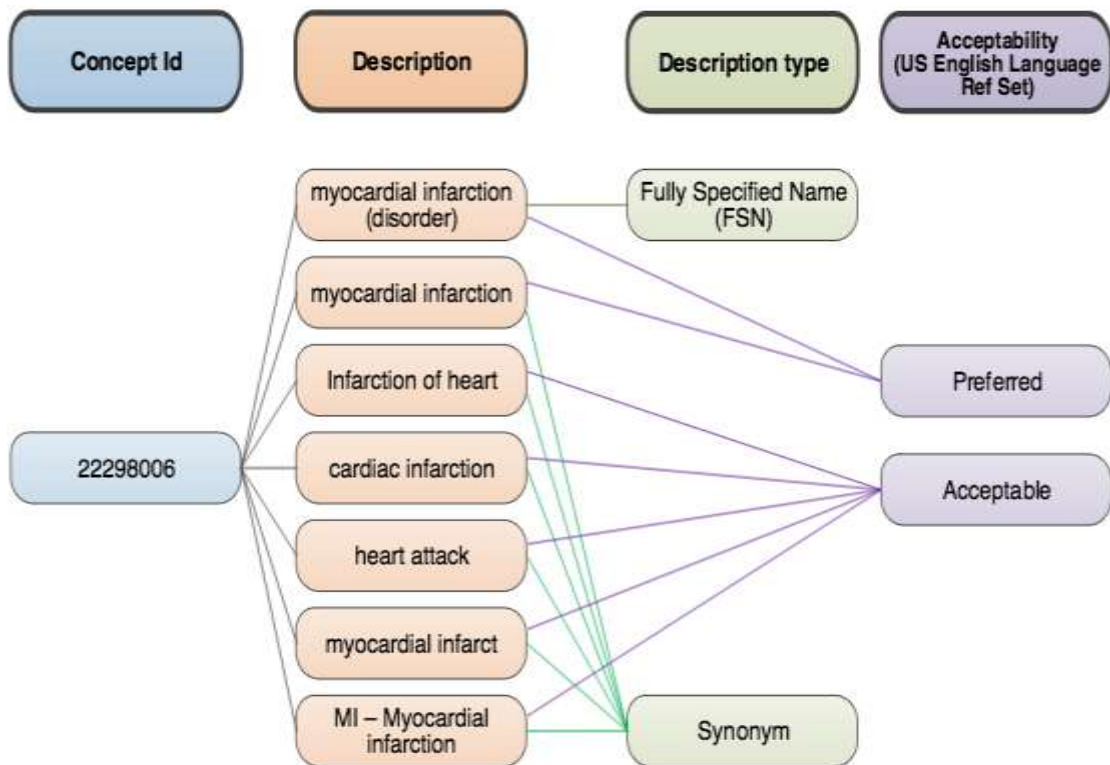 Concept Id
Description
Description type
Acceptability
(US English Language
Ref Set)
myocardial infarction
(disorder)
Fully Specified Name
(FSN)
myocardial infarction
Infarction of heart
Preferred
22298006
cardiac infarction
Acceptable
heart attack
myocardial infarct
MI – Myocardial
infarction
Synonym